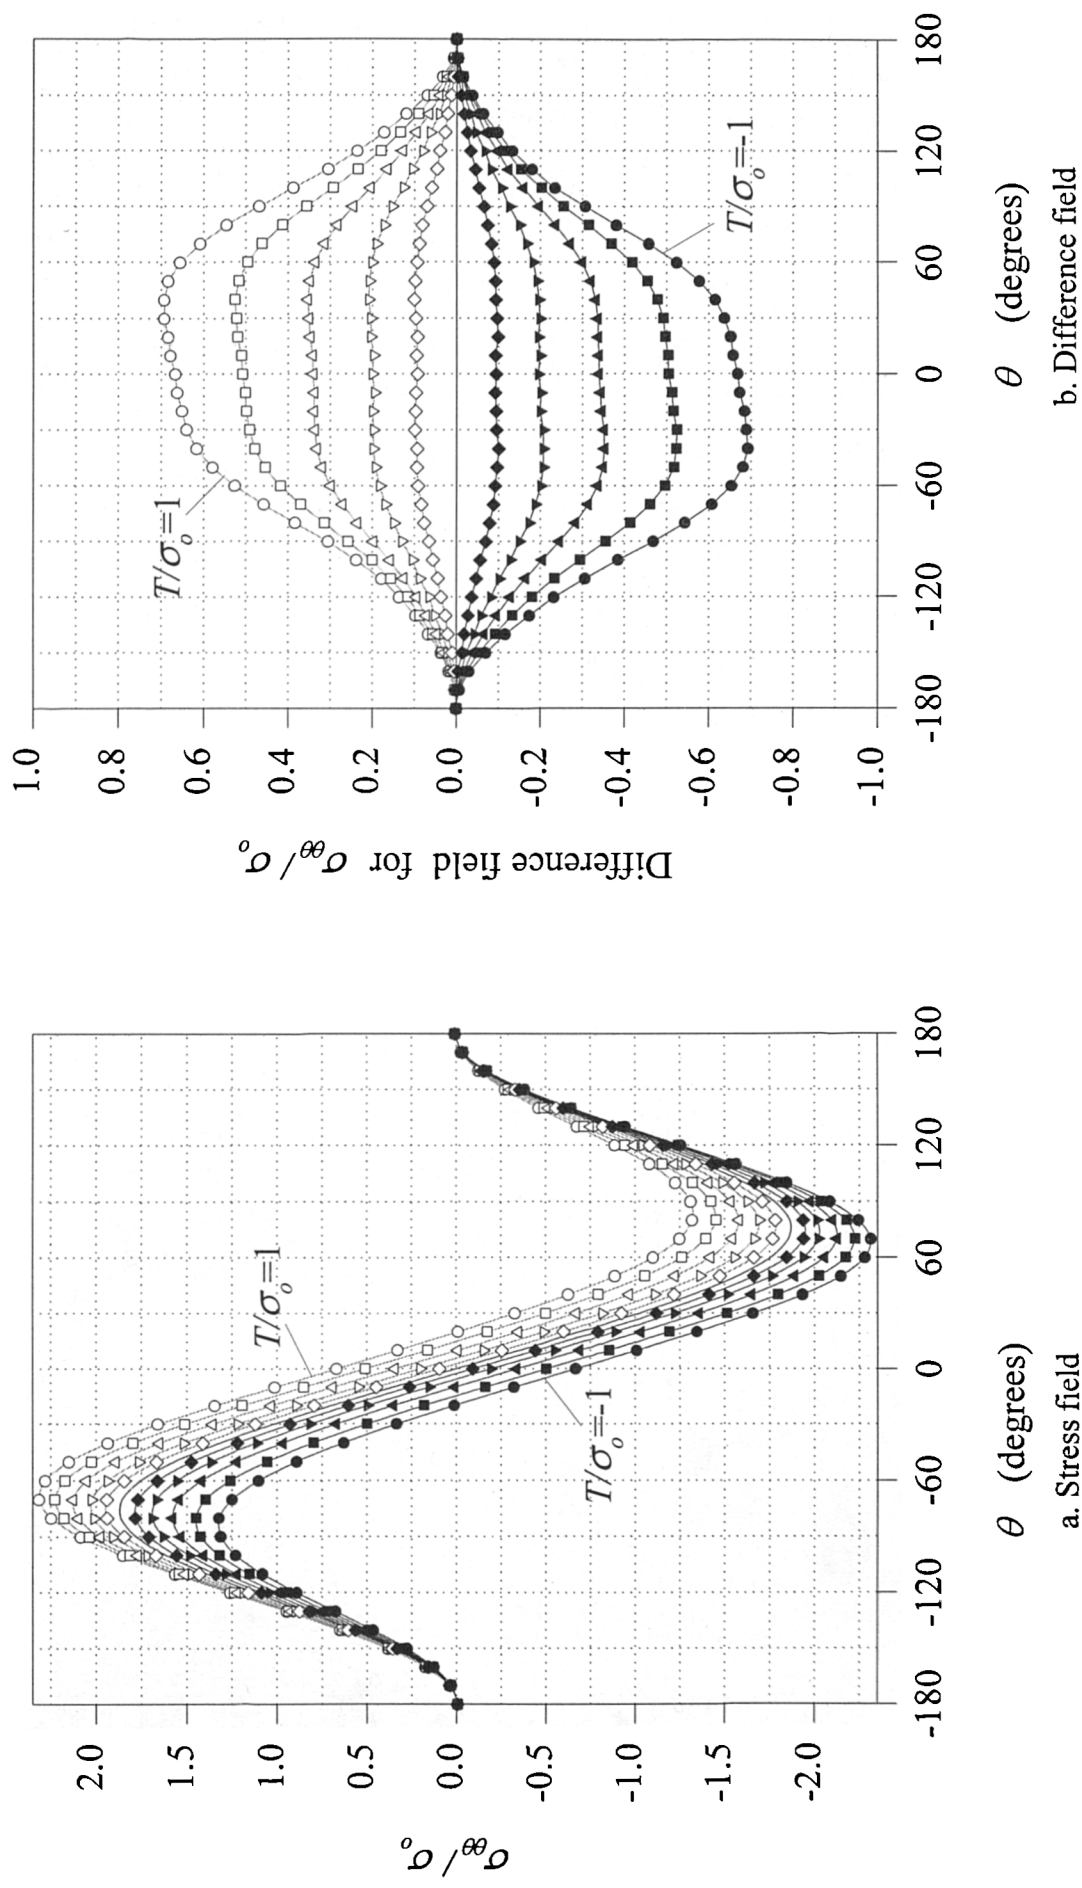 2.0
1.5
1.0
0.5
0.0
-0.5
-1.0
-1.5
-2.0
σθθ / σo
T/σo=1
T/σo=-1
-180 -120 -60 0 60 120 180
θ (degrees)
a. Stress field
1.0
0.8
0.6
0.4
0.2
0.0
-0.2
-0.4
-0.6
-0.8
-1.0
Difference field for σθθ / σo
T/σo=1
T/σo=-1
-180 -120 -60 0 60 120 180
θ (degrees)
b. Difference field